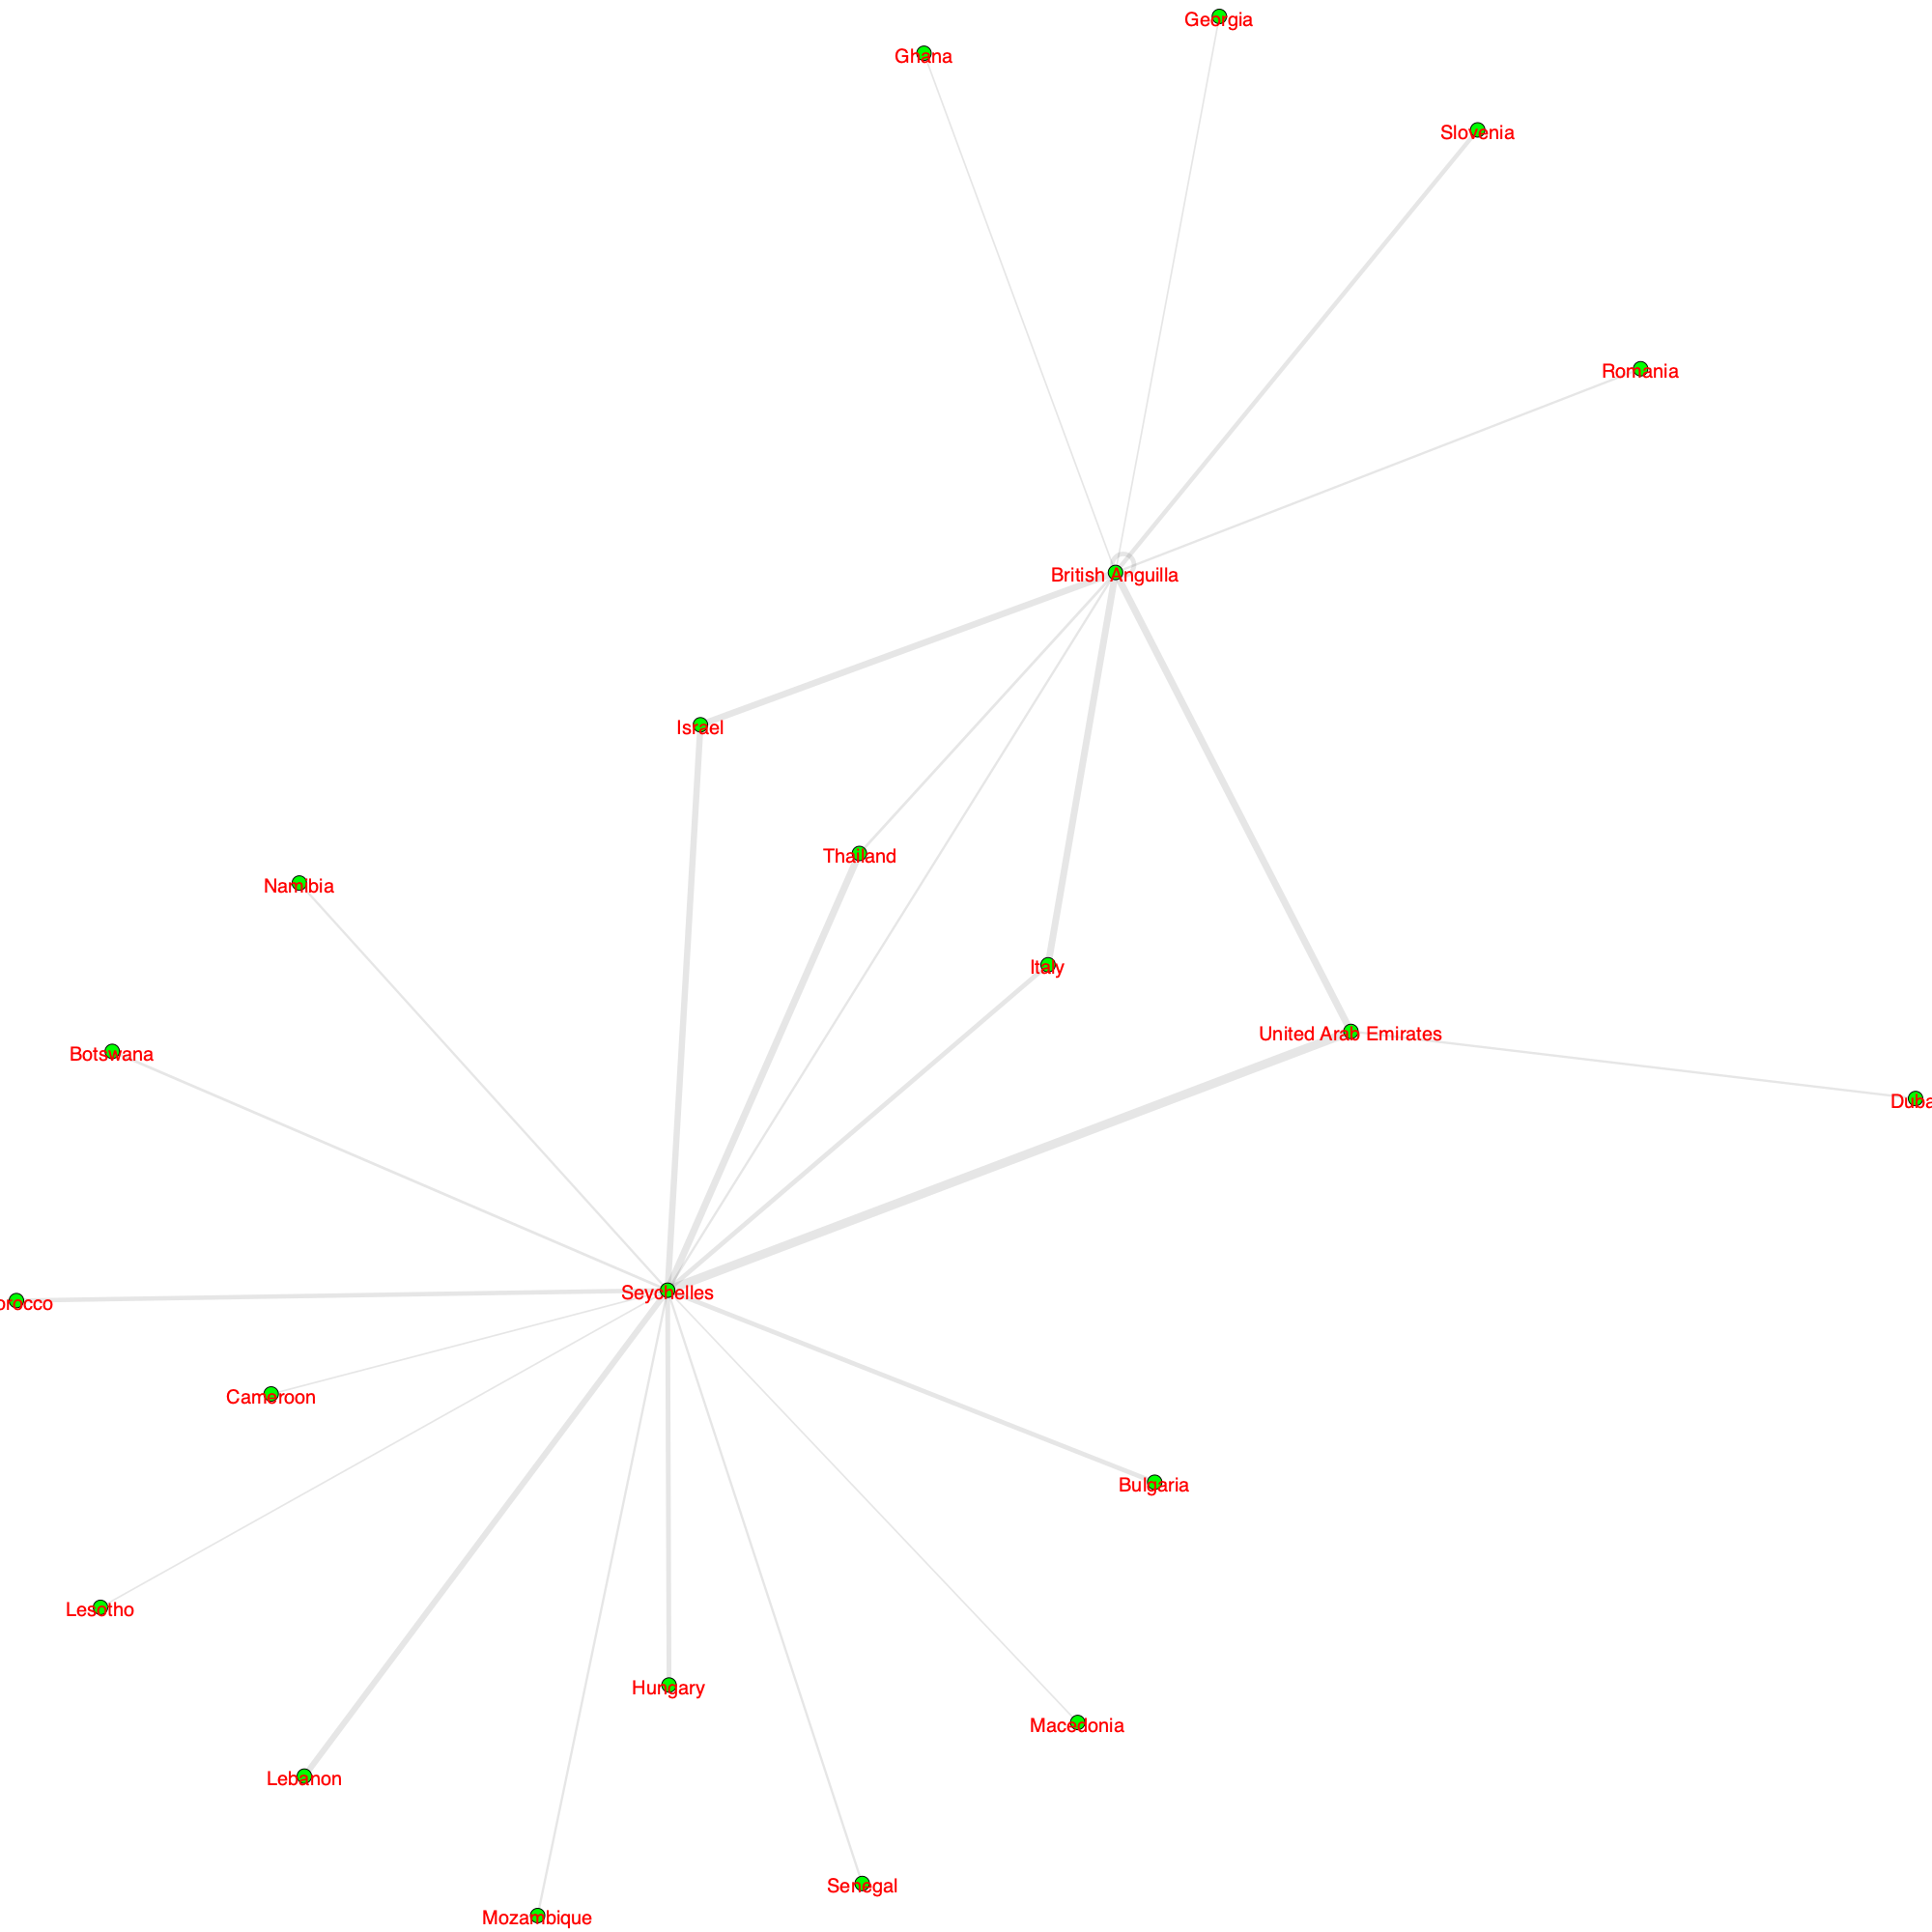 Georgia
Ghana
Slovenia
Romania
British Anguilla
Israel
Thailand
Namibia
Italy
United Arab Emirates
Botswana
Duba
Seychelles
orocco
Cameroon
Bulgaria
Lesotho
Hungary
Macedonia
Lebanon
Senegal
Mozambique